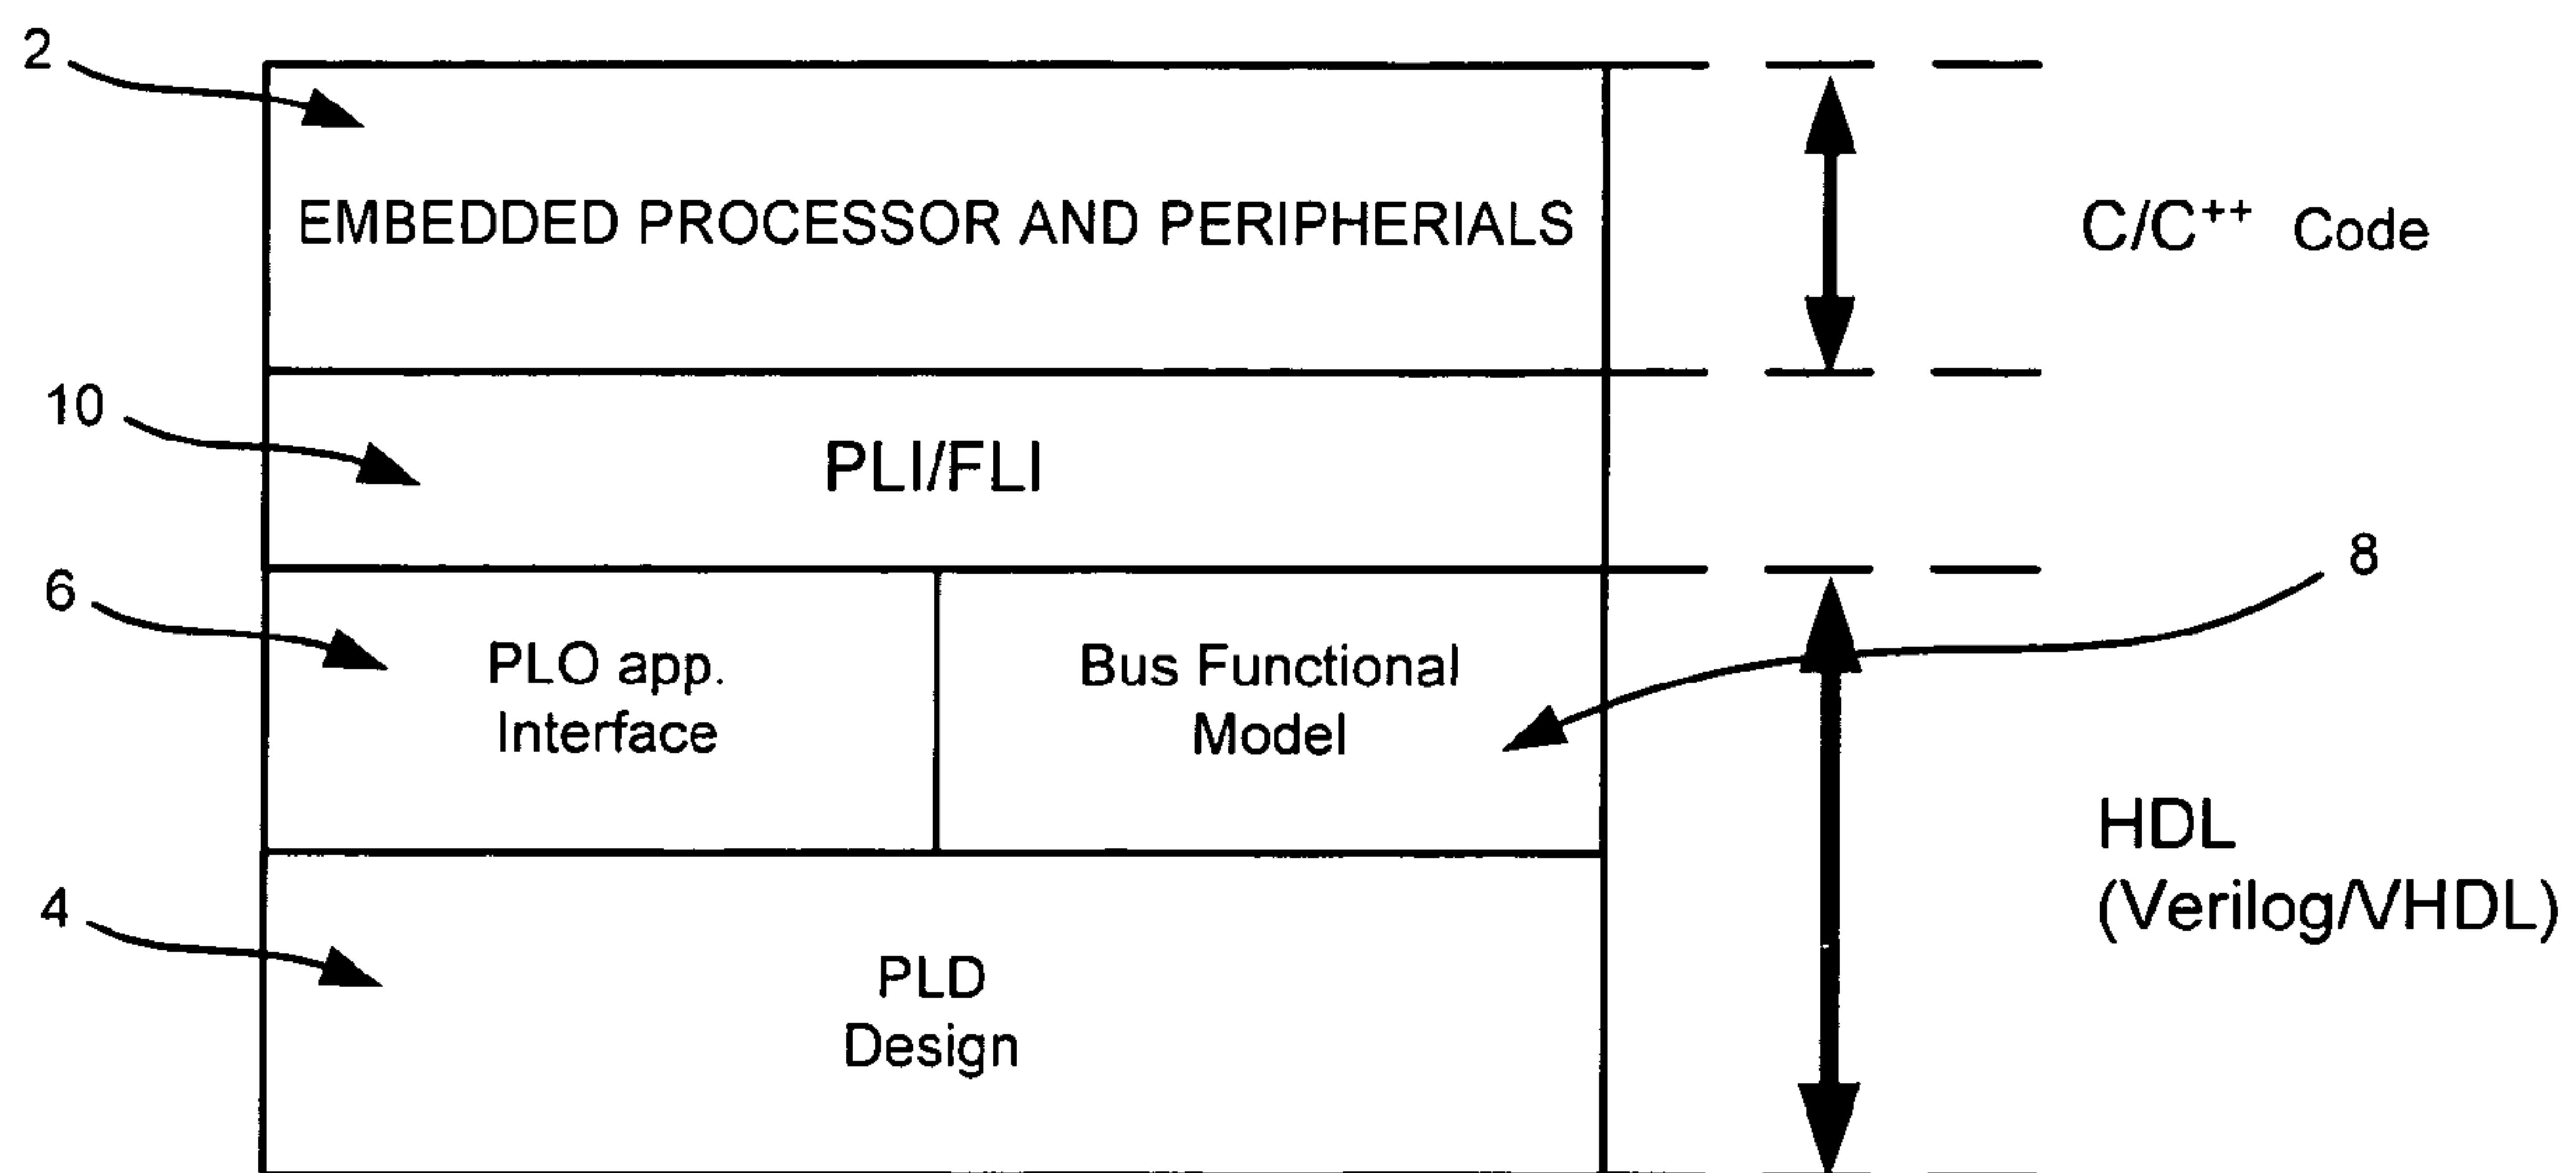 2
EMBEDDED PROCESSOR AND PERIPHERIALS
C/C++ Code
10
PLI/FLI
8
6
PLO app.
Interface
Bus Functional
Model
HDL
(Verilog/VHDL)
4
PLD
Design